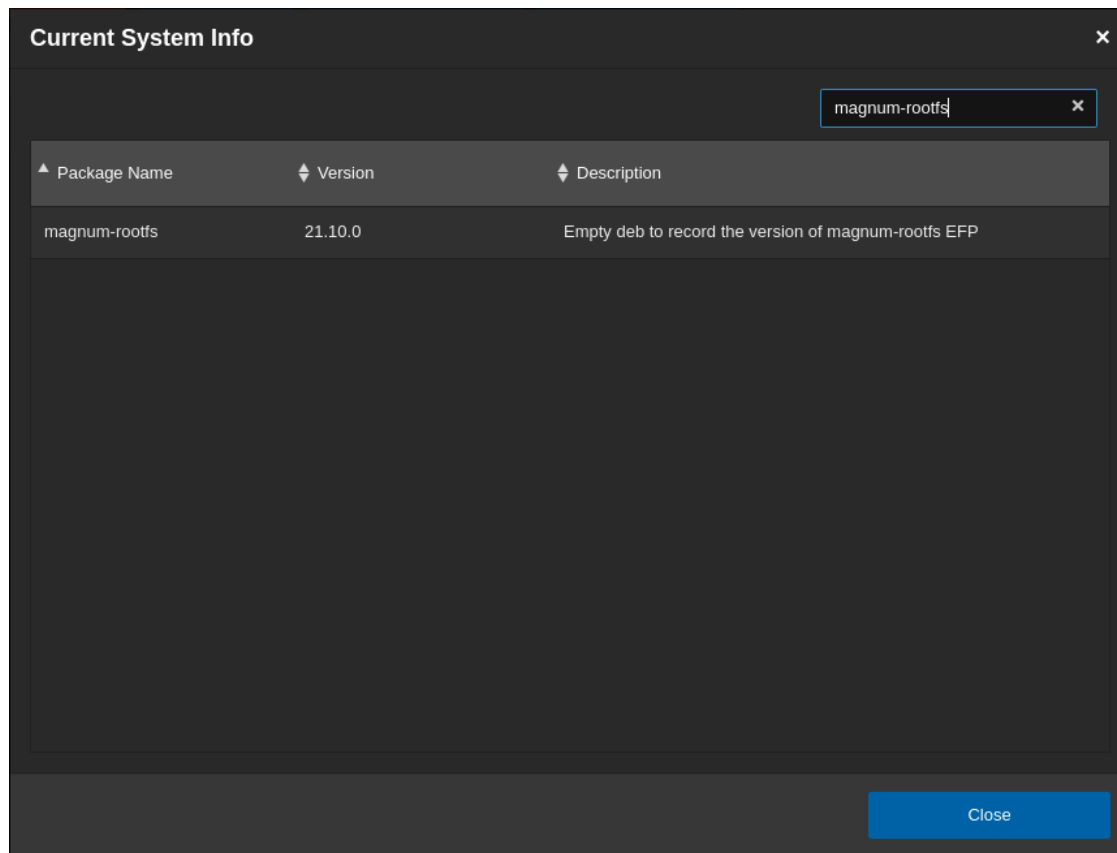 Current System Info
magnum-rootfs
Package Name Version Description
magnum-rootfs 21.10.0 Empty deb to record the version of magnum-rootfs EFP
Close